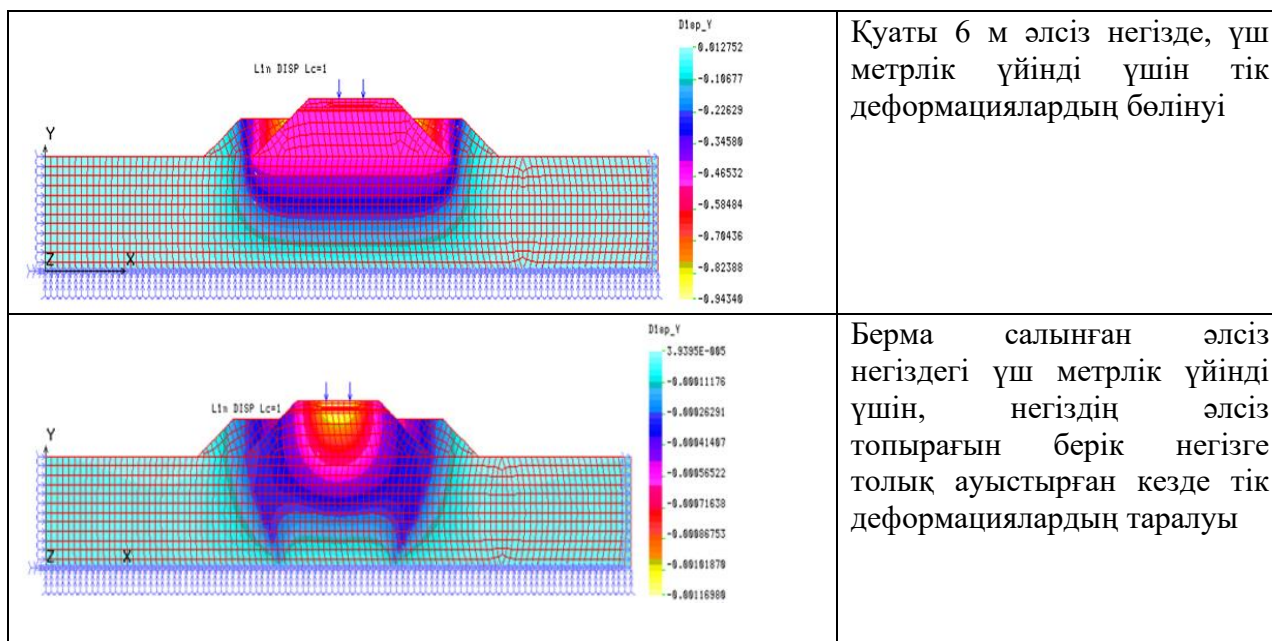 Disp_Y
0.012752
-0.10677
-0.22629
-0.34580
-0.46532
-0.58484
-0.70436
-0.82388
-0.94340
Lin DISP Lc=1
Y
Z
X
Қуаты 6 м әлсіз негізде, үш
метрлік үйінді үшін тік
деформациялардың бөлінуі
Disp_Y
3.9395E-005
-0.00011176
-0.00026291
-0.00041407
-0.00056522
-0.00071638
-0.00086753
-0.00101870
-0.00116980
Lin DISP Lc=1
Y
Z
X
Берма салынған әлсіз
негіздегі үш метрлік үйінді
үшін, негіздің әлсіз
топырағын берік негізге
толық ауыстырған кезде тік
деформациялардың таралуы